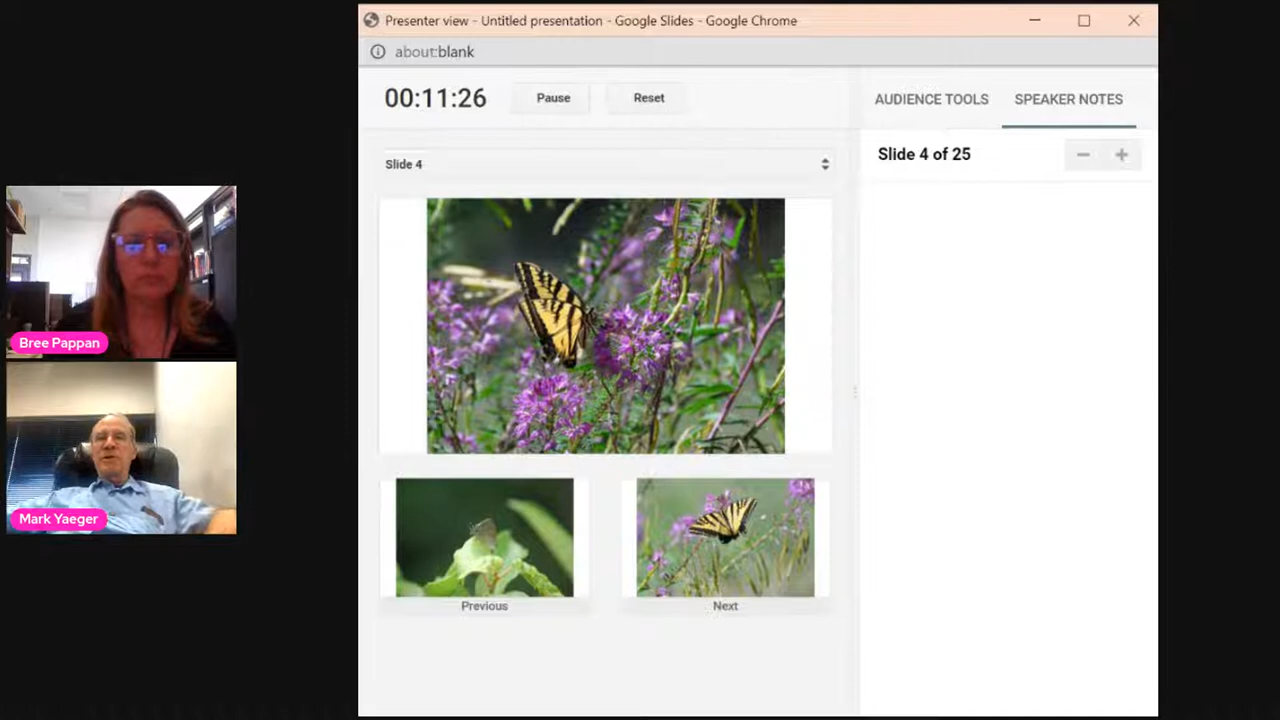 Presenter view - Untitled presentation - Google Slides - Google Chrome
about:blank
00:11:26
Pause
Reset
AUDIENCE TOOLS
SPEAKER NOTES
Slide 4
Slide 4 of 25
Bree Pappan
Mark Yaeger
Previous
Next